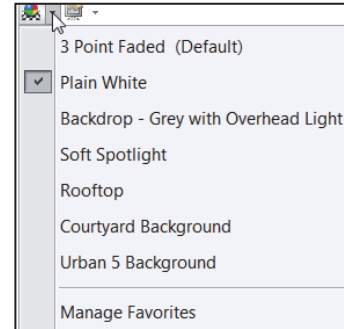 3 Point Faded  (Default)
Plain White
Backdrop - Grey with Overhead Light
Soft Spotlight
Rooftop
Courtyard Background
Urban 5 Background
Manage Favorites